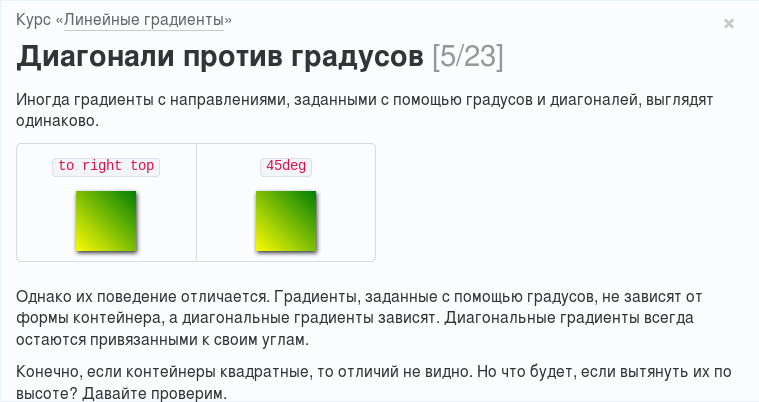 Курс «Линейные градиенты»
Диагонали против градусов [5/23]
Иногда градиенты с направлениями, заданными с помощью градусов и диагоналей, выглядят
одинаково.
to right top
45deg
Однако их поведение отличается. Градиенты, заданные с помощью градусов, не зависят от
формы контейнера, а диагональные градиенты зависят. Диагональные градиенты всегда
остаются привязанными к своим углам.
Конечно, если контейнеры квадратные, то отличий не видно. Но что будет, если вытянуть их по
высоте? Давайте проверим.